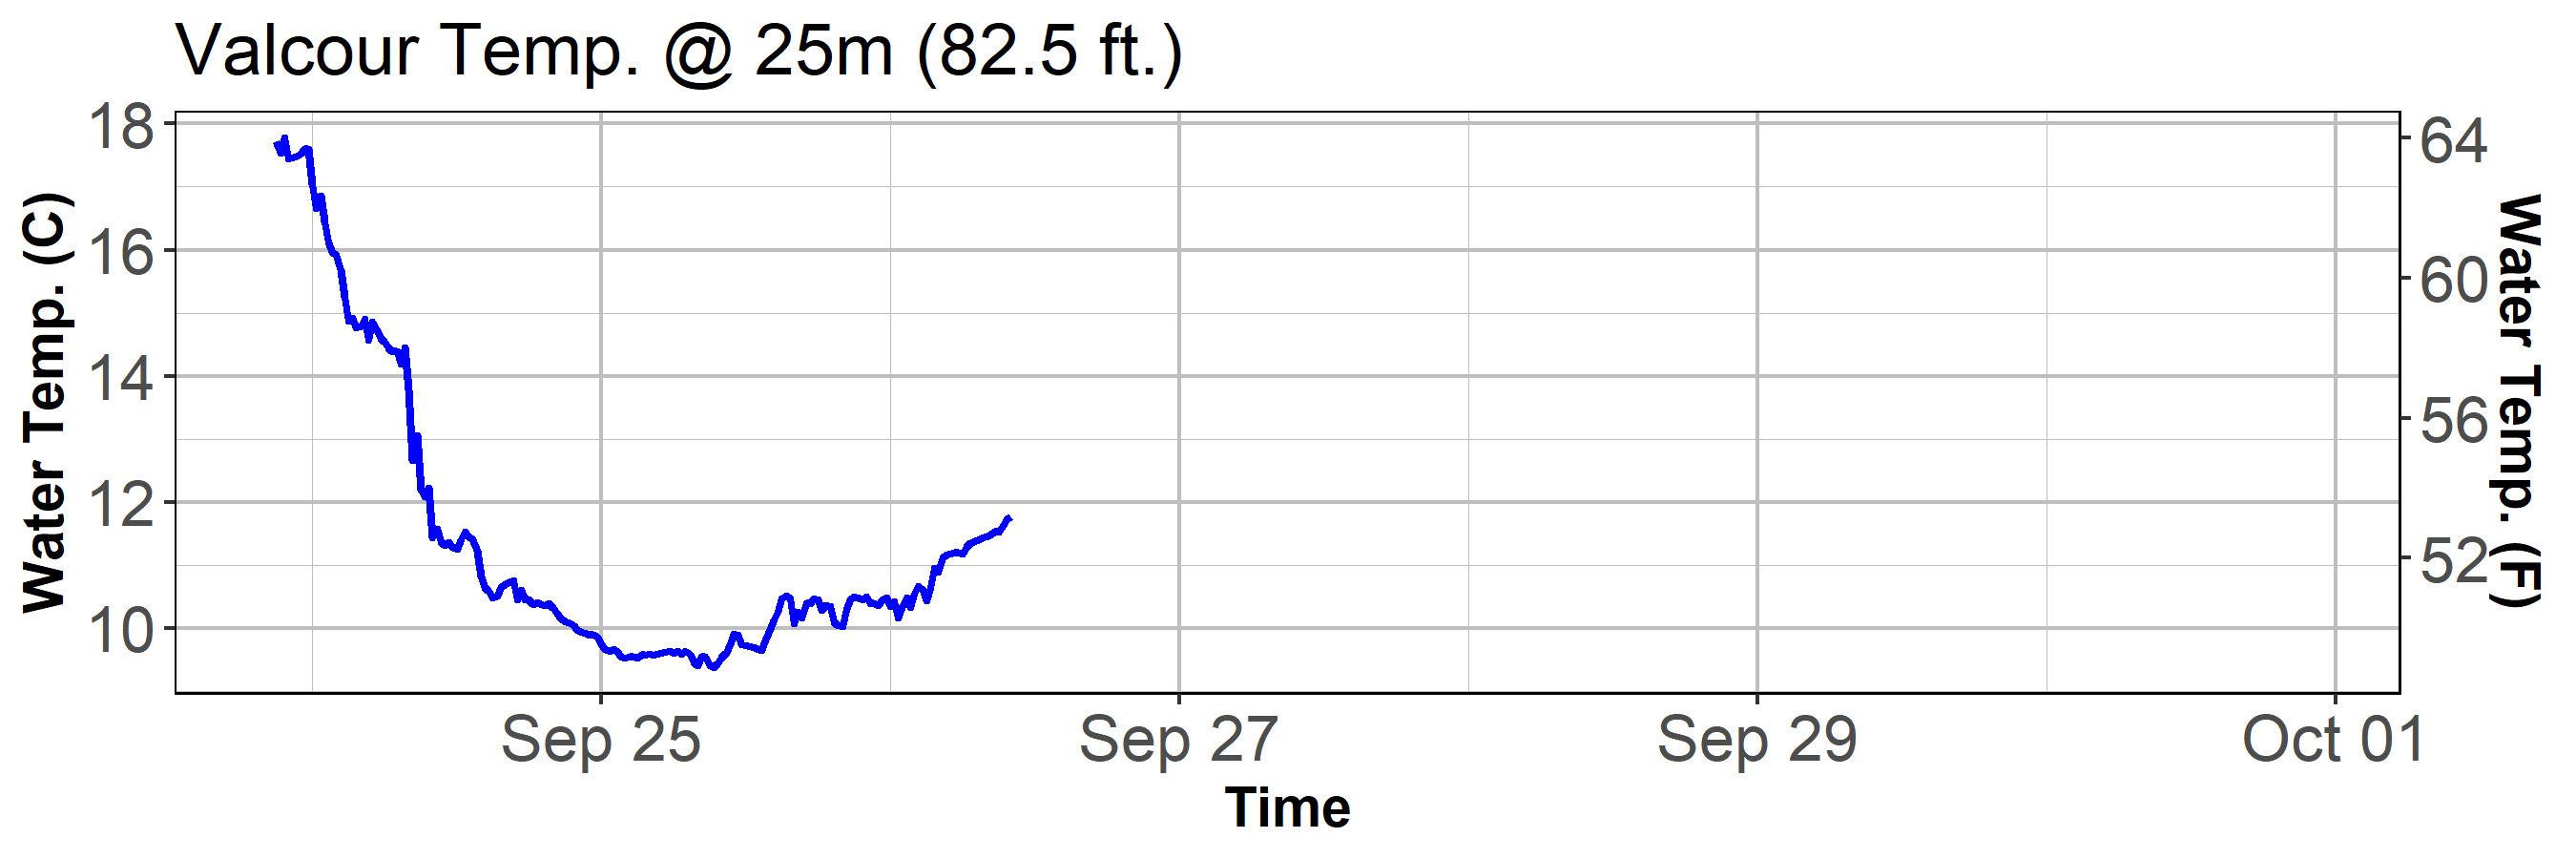 Valcour Temp. @ 25m (82.5 ft.)
Water Temp. (C)
18
16
14
12
10
64
60
56
52
Water Temp. (F)
Sep 25
Sep 27
Sep 29
Oct 01
Time